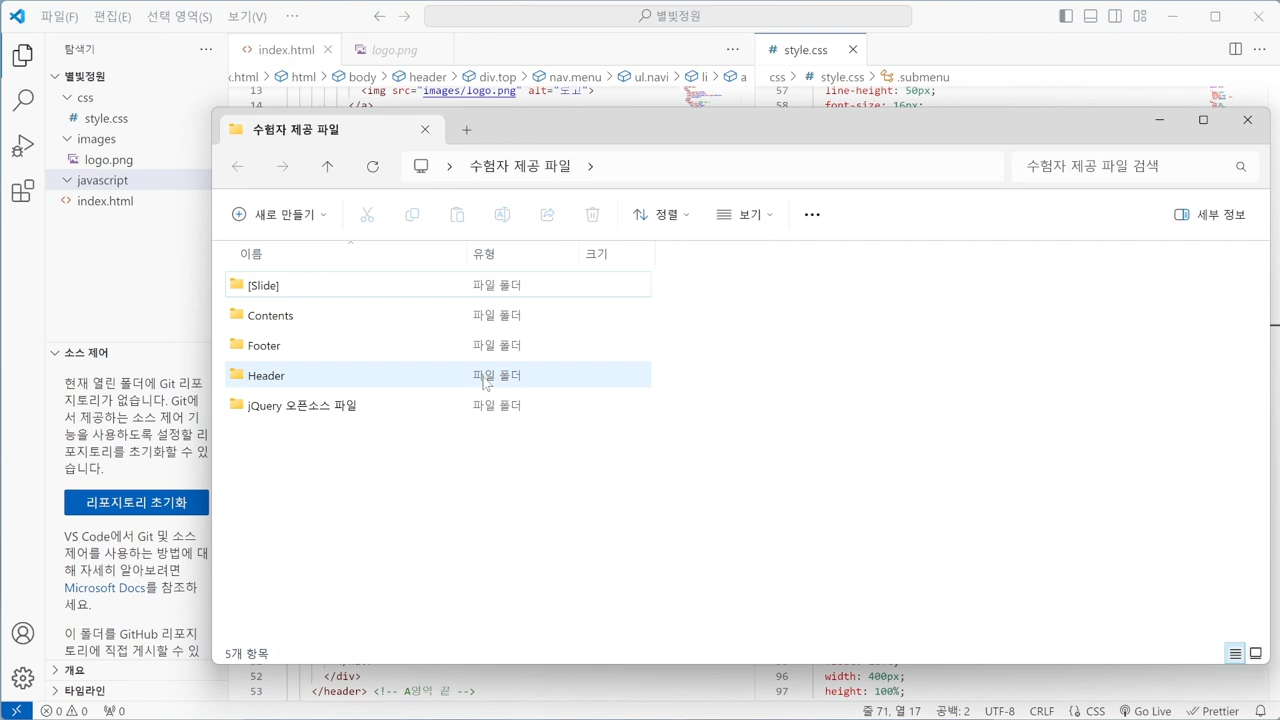 파일(F) 편집(E) 선택 영역(S) 보기(V) ··· 별빛정원
탐색기 ···
index.html logo.png ···
# style.css
별빛정원
css
# style.css
images
logo.png
javascript
index.html
x.html > html > body > header > div.top > nav.menu > ul.navi > li > a
css > # style.css > .submenu
13 <img src="images/logo.png" alt="로고">
14 </a>
57 line-height: 50px;
58 font-size: 16px;
수험자 제공 파일
수험자 제공 파일
수험자 제공 파일 검색
새로 만들기
정렬
보기
···
세부 정보
이름 유형 크기
[Slide] 파일 폴더
Contents 파일 폴더
Footer 파일 폴더
Header 파일 폴더
jQuery 오픈소스 파일 파일 폴더
5개 항목
소스 제어
현재 열린 폴더에 Git 리포
지토리가 없습니다. Git에
서 제공하는 소스 제어 기
능을 사용하도록 설정할 리
포지토리를 초기화할 수 있
습니다.
리포지토리 초기화
VS Code에서 Git 및 소스
제어를 사용하는 방법에 대
해 자세히 알아보려면
Microsoft Docs를 참조하
세요.
이 폴더를 GitHub 리포지
토리에 직접 게시할 수 있
개요
타임라인
52 </div>
53 </header> <!-- A영역 끝 -->
96 width: 400px;
97 height: 100%;
0 0 0
줄 71, 열 17 공백: 2 UTF-8 CRLF CSS Go Live Prettier